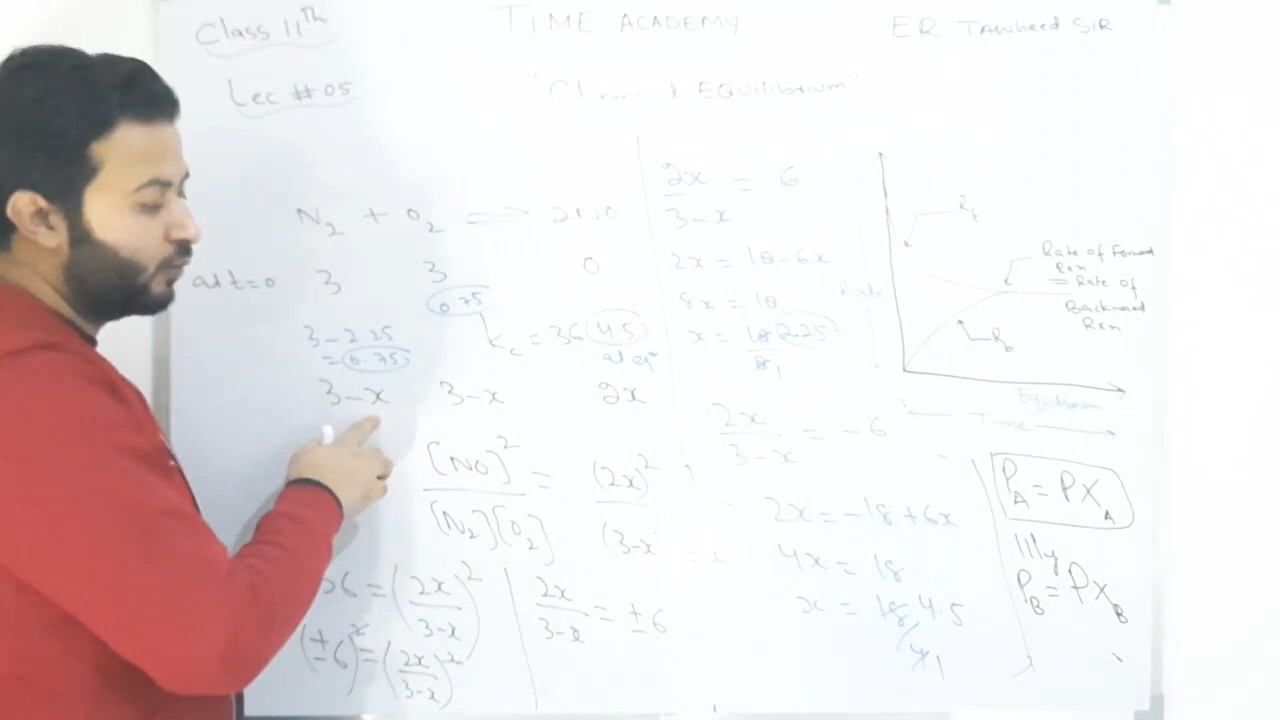 Class 11th
TIME ACADEMY
ER Tawheed SIR
Lec #05
EQUILIBRIUM"
N2 + O2 ⇌ 2NO
at t=0 3 3 0
0.75
3-2.25
= 0.75
Kc = 36
4.5
at eqᵐ
3-x 3-x 2x
[NO]² / [N2][O2] = (2x)² / (3-x
36 = (2x / 3-x)²
(±6)² = (2x / 3-x)²
2x / 3-x = ±6
2x / 3-x = 6
2x = 18-6x
8x = 18
x = 18 / 8 2.25
2x / 3-x = -6
2x = -18+6x
4x = 18
x = 18 / 4 4.5
Rate
Rf
Rate of Forward
Rxn
= Rate of
Backward
Rxn
Rb
Equilibrium
Time
PA = PXA
111y
PB = PXB